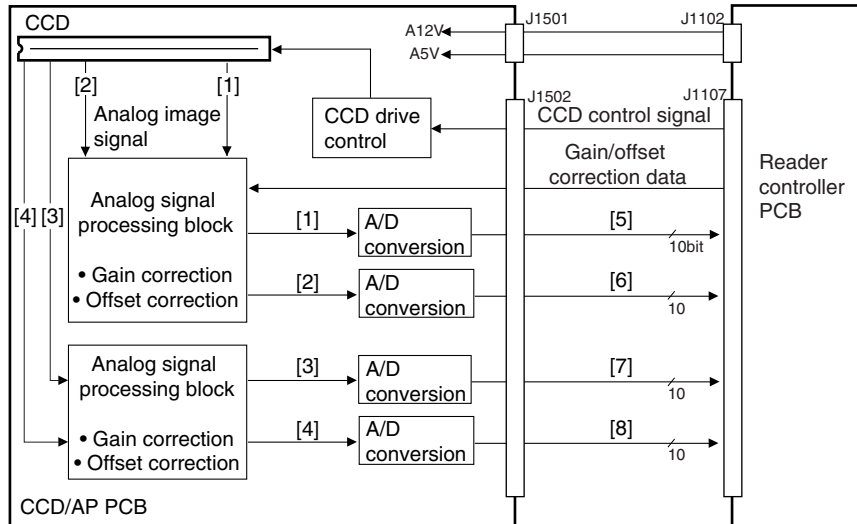 CCD
A12V
J1501
J1102
A5V
[2]
[1]
Analog image
signal
CCD drive
control
J1502
J1107
CCD control signal
Gain/offset
correction data
Reader
controller
PCB
[4]
[3]
Analog signal
processing block
• Gain correction
• Offset correction
[1]
A/D
conversion
[5]
10bit
[2]
A/D
conversion
[6]
10
Analog signal
processing block
• Gain correction
• Offset correction
[3]
A/D
conversion
[7]
10
[4]
A/D
conversion
[8]
10
CCD/AP PCB